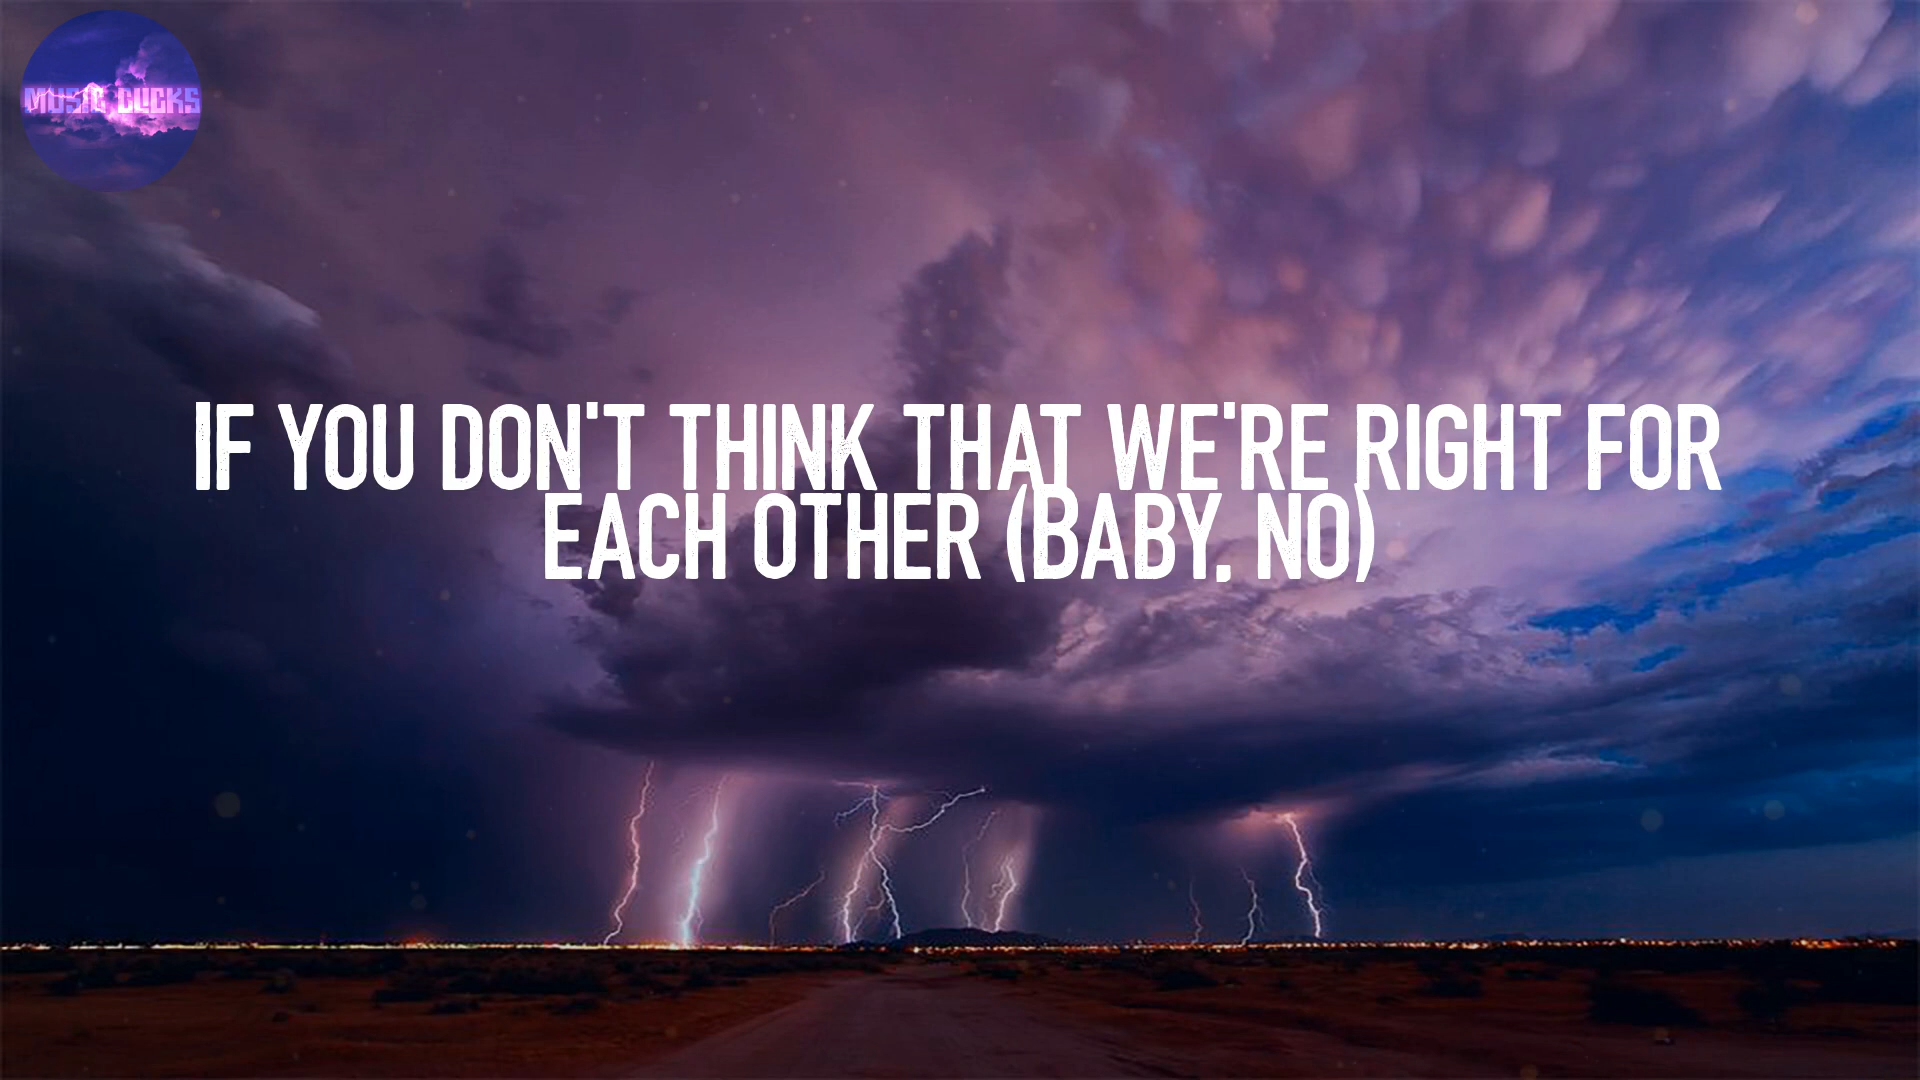 MUSIC CLICKS
IF YOU DON'T THINK THAT WE'RE RIGHT FOR
EACH OTHER (BABY, NO)